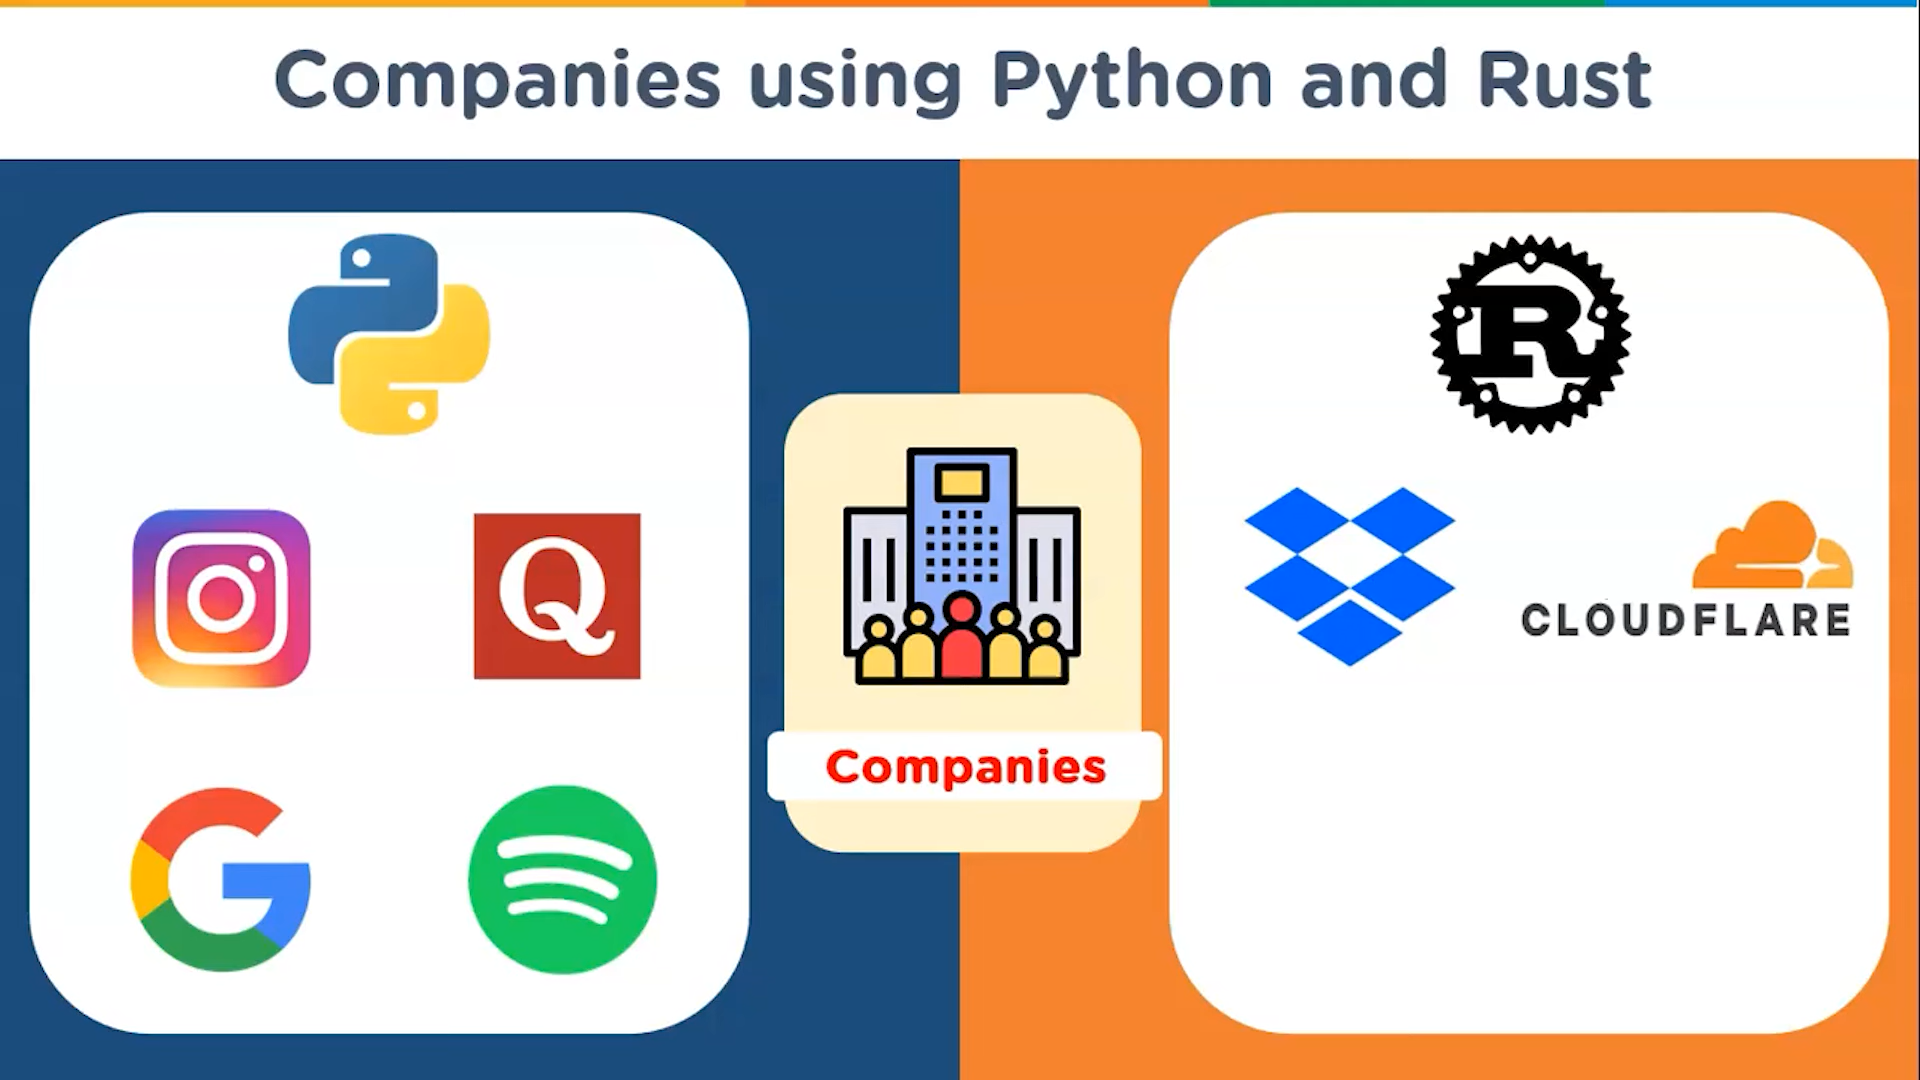 Companies using Python and Rust
R
Q
CLOUDFLARE
Companies
G